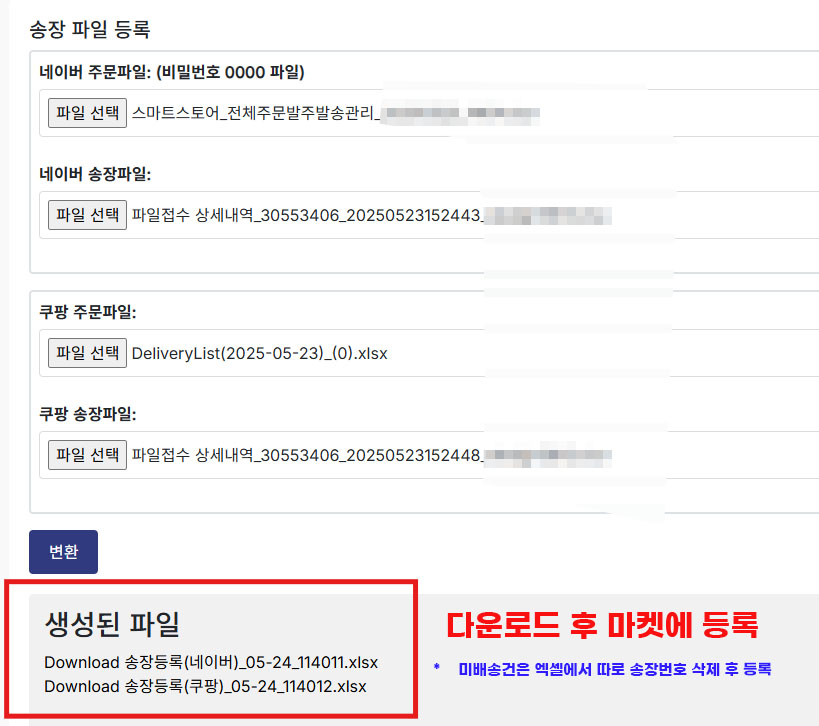 송장 파일 등록
네이버 주문파일: (비밀번호 0000 파일)
파일 선택 스마트스토어_전체주문발주발송관리_
네이버 송장파일:
파일 선택 파일접수 상세내역_30553406_20250523152443_
쿠팡 주문파일:
파일 선택 DeliveryList(2025-05-23)_(0).xlsx
쿠팡 송장파일:
파일 선택 파일접수 상세내역_30553406_20250523152448_
변환
생성된 파일
Download 송장등록(네이버)_05-24_114011.xlsx
Download 송장등록(쿠팡)_05-24_114012.xlsx
다운로드 후 마켓에 등록
* 미배송건은 엑셀에서 따로 송장번호 삭제 후 등록